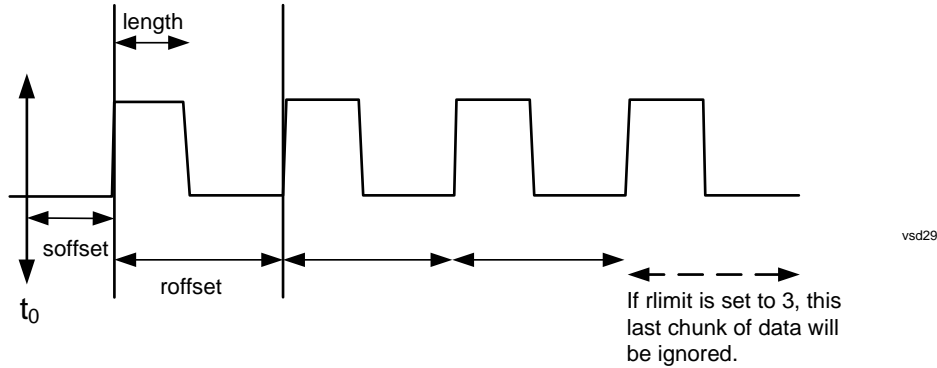 length
soffset
vsd29
roffset
t0
If rlimit is set to 3, this
last chunk of data will
be ignored.